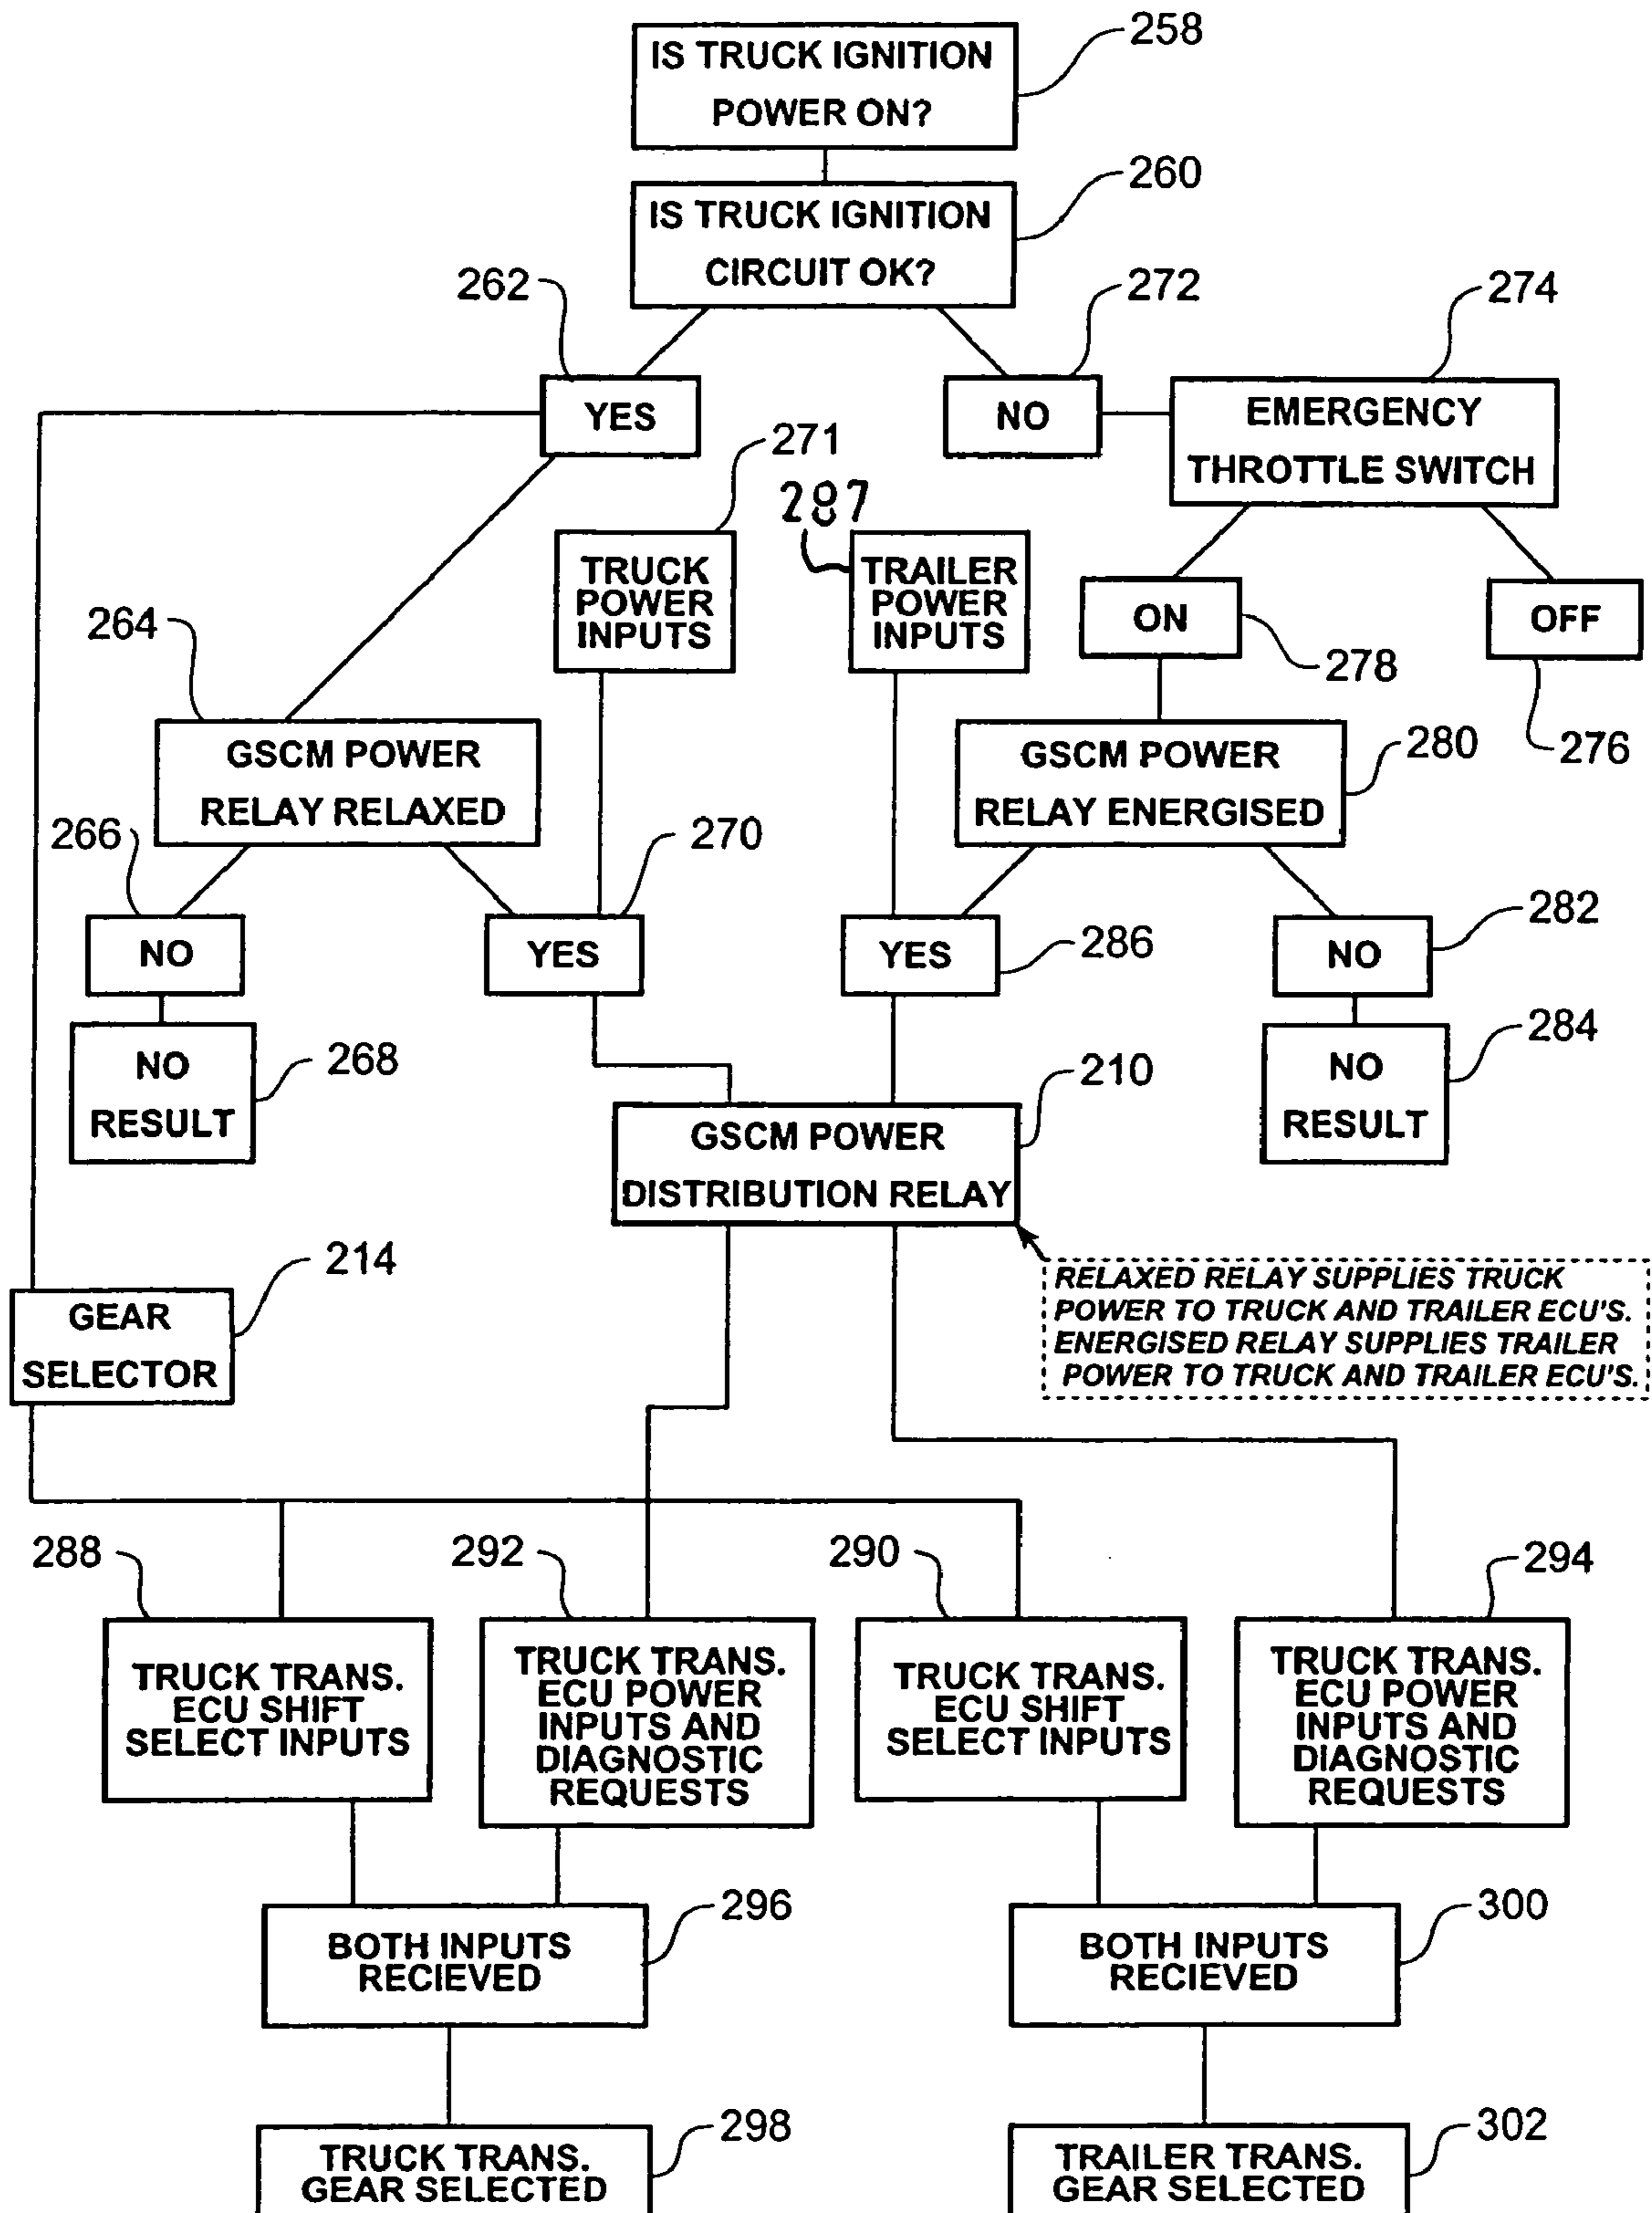 258
IS TRUCK IGNITION
POWER ON?
260
IS TRUCK IGNITION
CIRCUIT OK?
262
272
274
YES
NO
EMERGENCY
THROTTLE SWITCH
271
287
TRUCK
POWER
INPUTS
TRAILER
POWER
INPUTS
ON
OFF
264
278
276
GSCM POWER
RELAY RELAXED
GSCM POWER
RELAY ENERGISED
280
266
270
NO
YES
YES
286
NO
282
NO
RESULT
268
210
NO
RESULT
284
GSCM POWER
DISTRIBUTION RELAY
214
GEAR
SELECTOR
RELAXED RELAY SUPPLIES TRUCK
POWER TO TRUCK AND TRAILER ECU'S.
ENERGISED RELAY SUPPLIES TRAILER
POWER TO TRUCK AND TRAILER ECU'S.
288
292
290
294
TRUCK TRANS.
ECU SHIFT
SELECT INPUTS
TRUCK TRANS.
ECU POWER
INPUTS AND
DIAGNOSTIC
REQUESTS
TRUCK TRANS.
ECU SHIFT
SELECT INPUTS
TRUCK TRANS.
ECU POWER
INPUTS AND
DIAGNOSTIC
REQUESTS
296
300
BOTH INPUTS
RECIEVED
BOTH INPUTS
RECIEVED
298
302
TRUCK TRANS.
GEAR SELECTED
TRAILER TRANS.
GEAR SELECTED